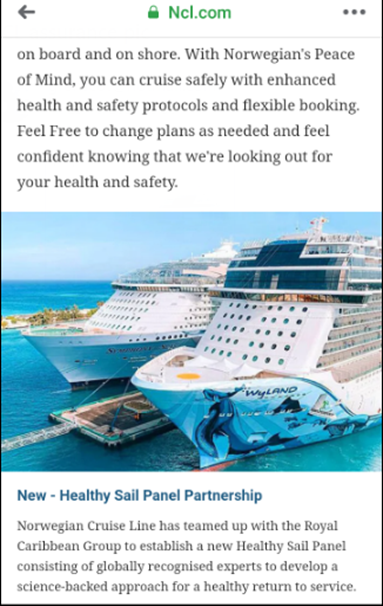 Ncl.com
on board and on shore. With Norwegian's Peace
of Mind, you can cruise safely with enhanced
health and safety protocols and flexible booking.
Feel Free to change plans as needed and feel
confident knowing that we're looking out for
your health and safety.
WYLAND
New - Healthy Sail Panel Partnership
Norwegian Cruise Line has teamed up with the Royal
Caribbean Group to establish a new Healthy Sail Panel
consisting of globally recognised experts to develop a
science-backed approach for a healthy return to service.